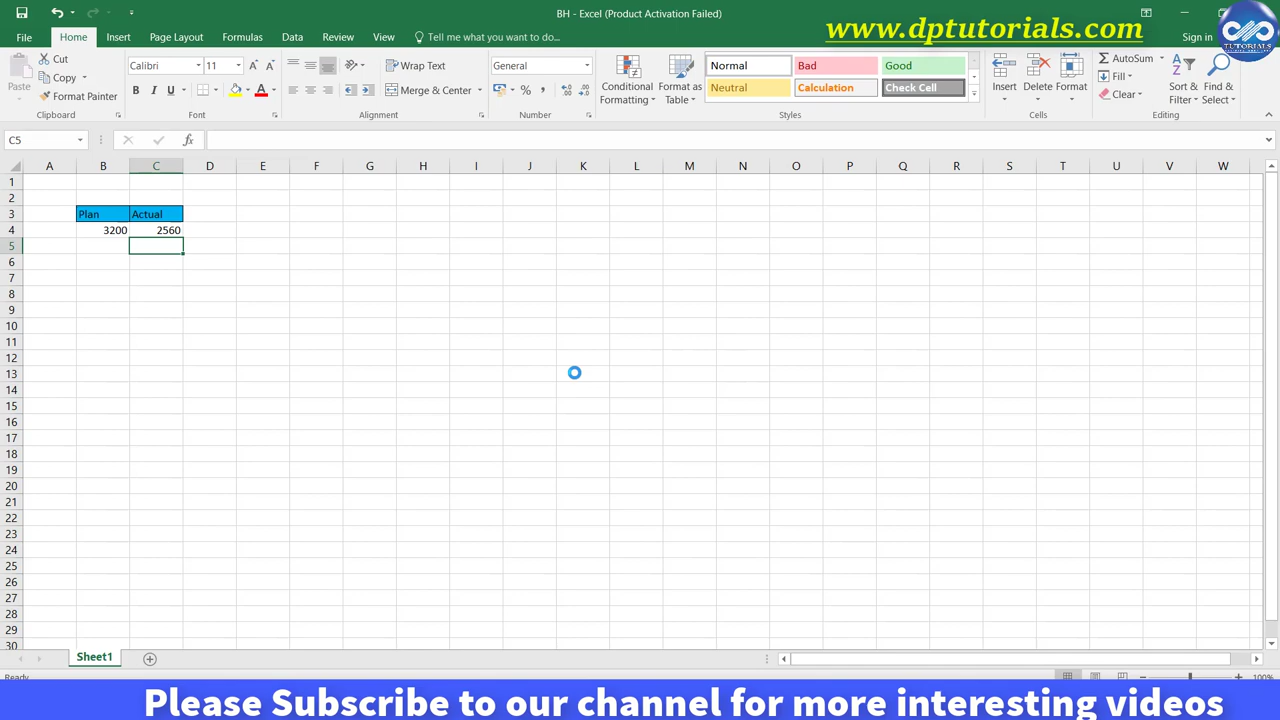 BH - Excel (Product Activation Failed)
www.dptutorials.com
TUTORIALS
File Home Insert Page Layout Formulas Data Review View Tell me what you want to do... Sign in
Paste
Cut
Copy
Format Painter
Clipboard
Calibri 11
B I U
Font
Wrap Text
Merge & Center
Alignment
General
% ,
Number
Conditional Formatting
Format as Table
Normal Bad Good
Neutral Calculation Check Cell
Styles
Insert Delete Format
Cells
AutoSum
Fill
Clear
Sort & Filter
Find & Select
Editing
C5 fx
A B C D E F G H I J K L M N O P Q R S T U V W
1
2
3 Plan Actual
4 3200 2560
5
6
7
8
9
10
11
12
13
14
15
16
17
18
19
20
21
22
23
24
25
26
27
28
29
30
Sheet1
Ready 100%
Please Subscribe to our channel for more interesting videos